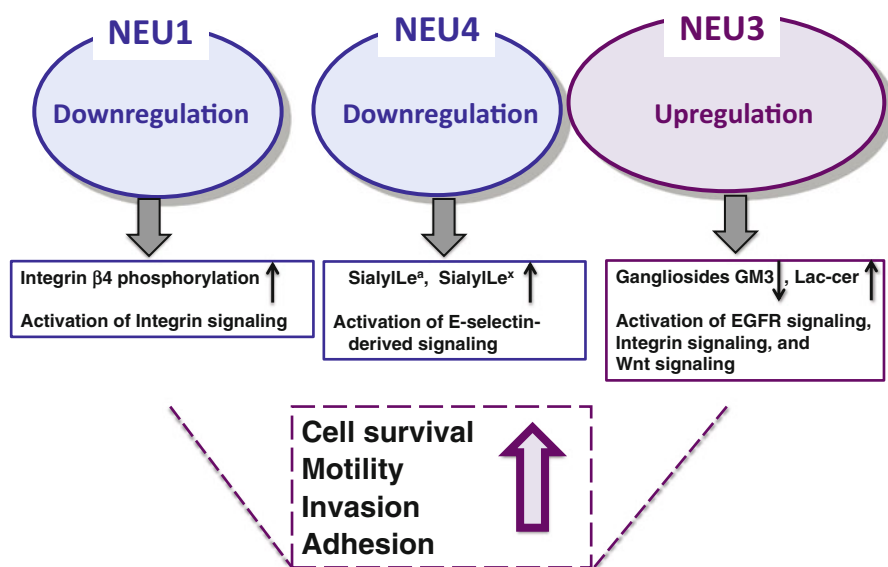 NEU1
NEU4
NEU3
Downregulation
Downregulation
Upregulation
Integrin β4 phosphorylation
Activation of Integrin signaling
SialylLeᵃ, SialylLeˣ
Activation of E-selectin-
derived signaling
Gangliosides GM3 , Lac-cer
Activation of EGFR signaling,
Integrin signaling, and
Wnt signaling
Cell survival
Motility
Invasion
Adhesion